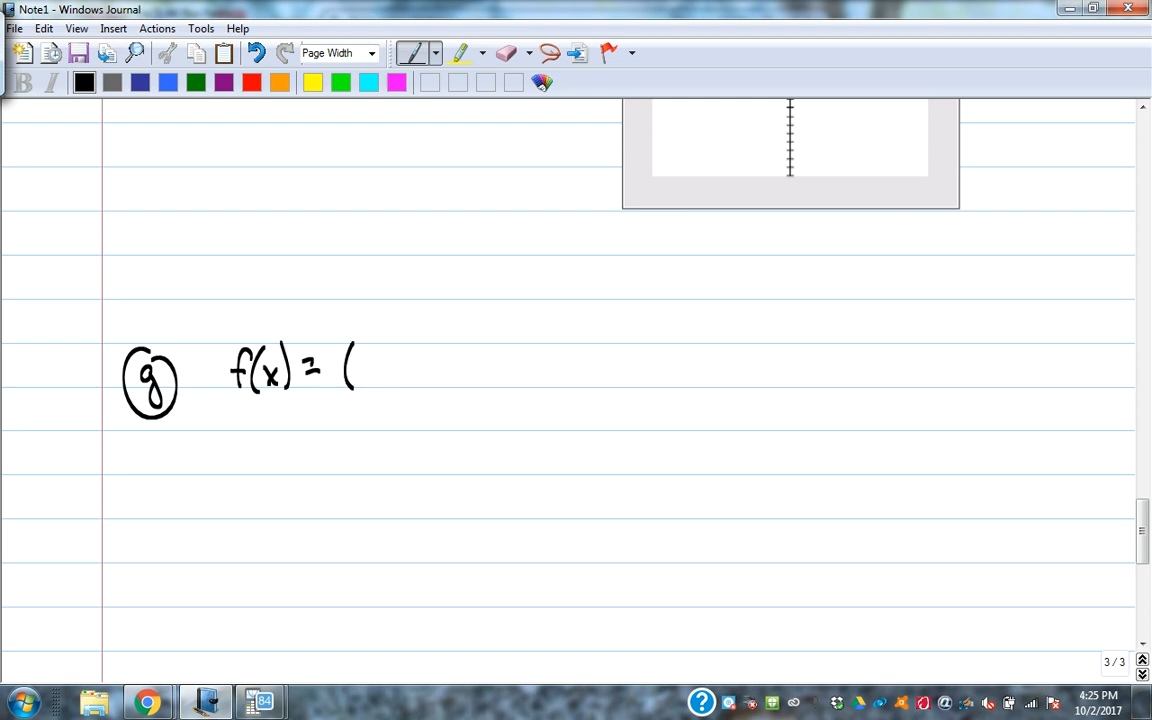 Note1 - Windows Journal
File Edit View Insert Actions Tools Help
Page Width
B I
g f(x) = (
3 / 3
84
4:25 PM
10/2/2017